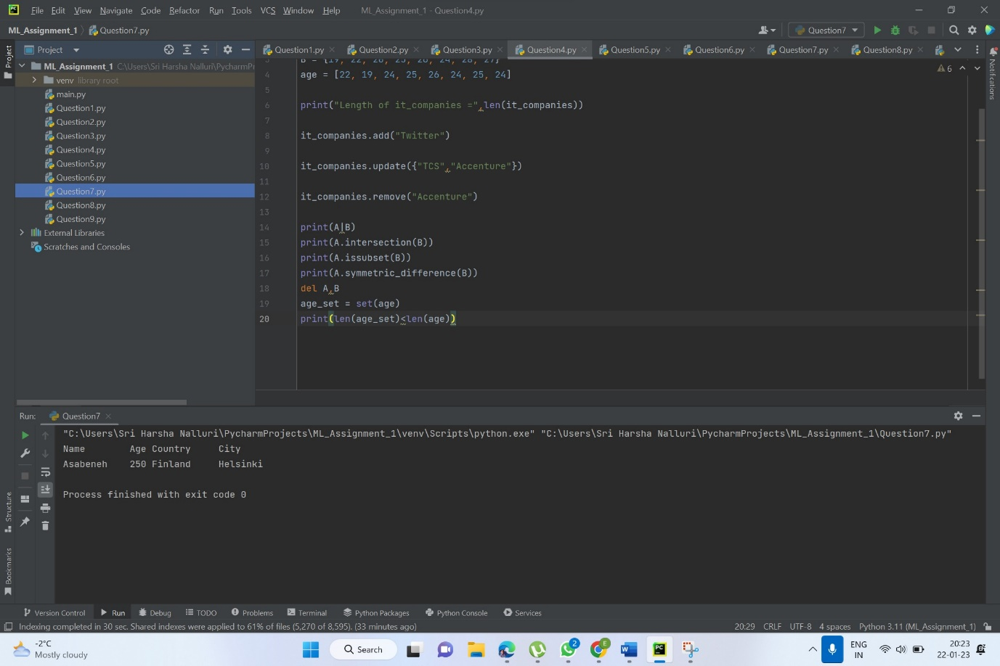 PC File Edit View Navigate Code Refactor Run Tools VCS Window Help ML_Assignment_1 - Question4.py
ML_Assignment_1 Question7.py Question7
Project
Project
Question1.py Question2.py Question3.py Question4.py Question5.py Question6.py Question7.py Question8.py
Notifications
ML_Assignment_1 C:\Users\Sri Harsha Nalluri\PycharmPr
venv library root
main.py
Question1.py
Question2.py
Question3.py
Question4.py
Question5.py
Question6.py
Question7.py
Question8.py
Question9.py
External Libraries
Scratches and Consoles
6
4 age = [22, 19, 24, 25, 26, 24, 25, 24]
5
6 print("Length of it_companies =",len(it_companies))
7
8 it_companies.add("Twitter")
9
10 it_companies.update({"TCS","Accenture"})
11
12 it_companies.remove("Accenture")
13
14 print(A|B)
15 print(A.intersection(B))
16 print(A.issubset(B))
17 print(A.symmetric_difference(B))
18 del A,B
19 age_set = set(age)
20 print(len(age_set)<len(age))
Run: Question7
"C:\Users\Sri Harsha Nalluri\PycharmProjects\ML_Assignment_1\venv\Scripts\python.exe" "C:\Users\Sri Harsha Nalluri\PycharmProjects\ML_Assignment_1\Question7.py"
Name Age Country City
Asabeneh 250 Finland Helsinki
Process finished with exit code 0
Structure
Bookmarks
Version Control Run Debug TODO Problems Terminal Python Packages Python Console Services
Indexing completed in 30 sec. Shared indexes were applied to 61% of files (5,270 of 8,595). (33 minutes ago) 20:29 CRLF UTF-8 4 spaces Python 3.11 (ML_Assignment_1)
-2°C
Mostly cloudy
Search
2
E
PC
ENG
IN
20:23
22-01-23